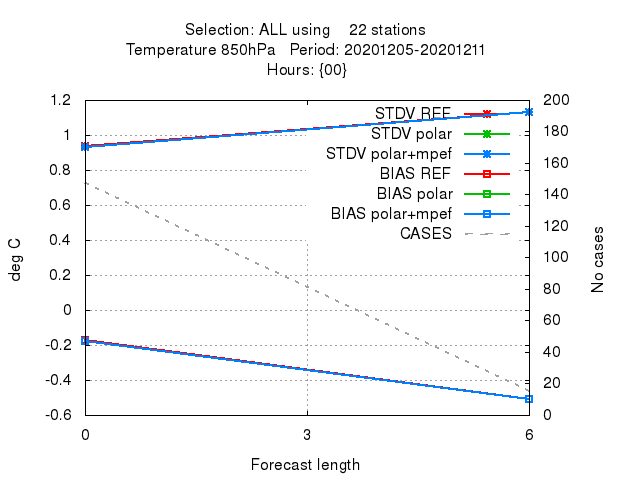 Selection: ALL using 22 stations
Temperature 850hPa Period: 20201205-20201211
Hours: {00}
1.2
1
0.8
0.6
0.4
0.2
0
-0.2
-0.4
-0.6
deg C
STDV REF
STDV polar
STDV polar+mpef
BIAS REF
BIAS polar
BIAS polar+mpef
CASES
200
180
160
140
120
100
80
60
40
20
0
No cases
0 3 6
Forecast length